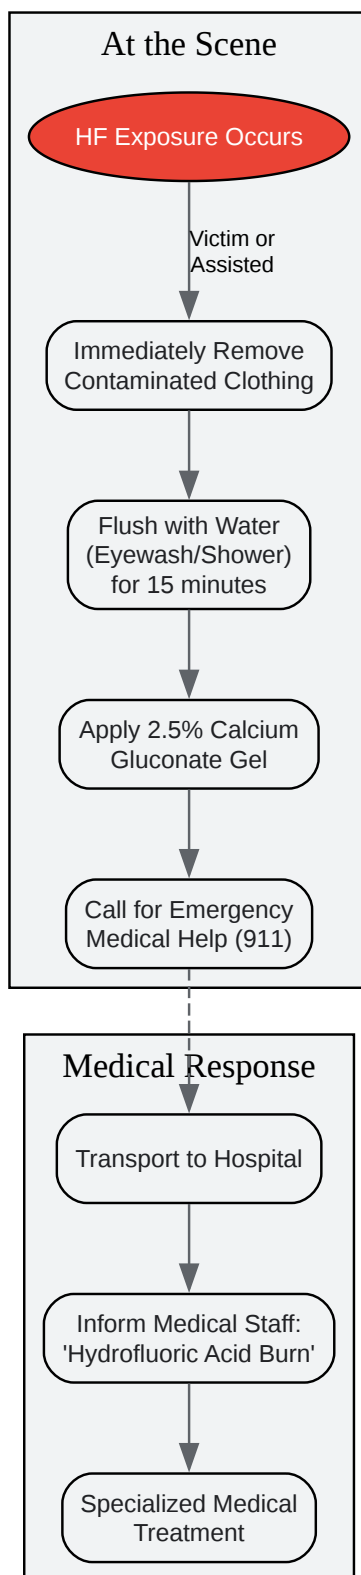 At the Scene
HF Exposure Occurs
Victim or
Assisted
Immediately Remove
Contaminated Clothing
Flush with Water
(Eyewash/Shower)
for 15 minutes
Apply 2.5% Calcium
Gluconate Gel
Call for Emergency
Medical Help (911)
Medical Response
Transport to Hospital
Inform Medical Staff:
'Hydrofluoric Acid Burn'
Specialized Medical
Treatment